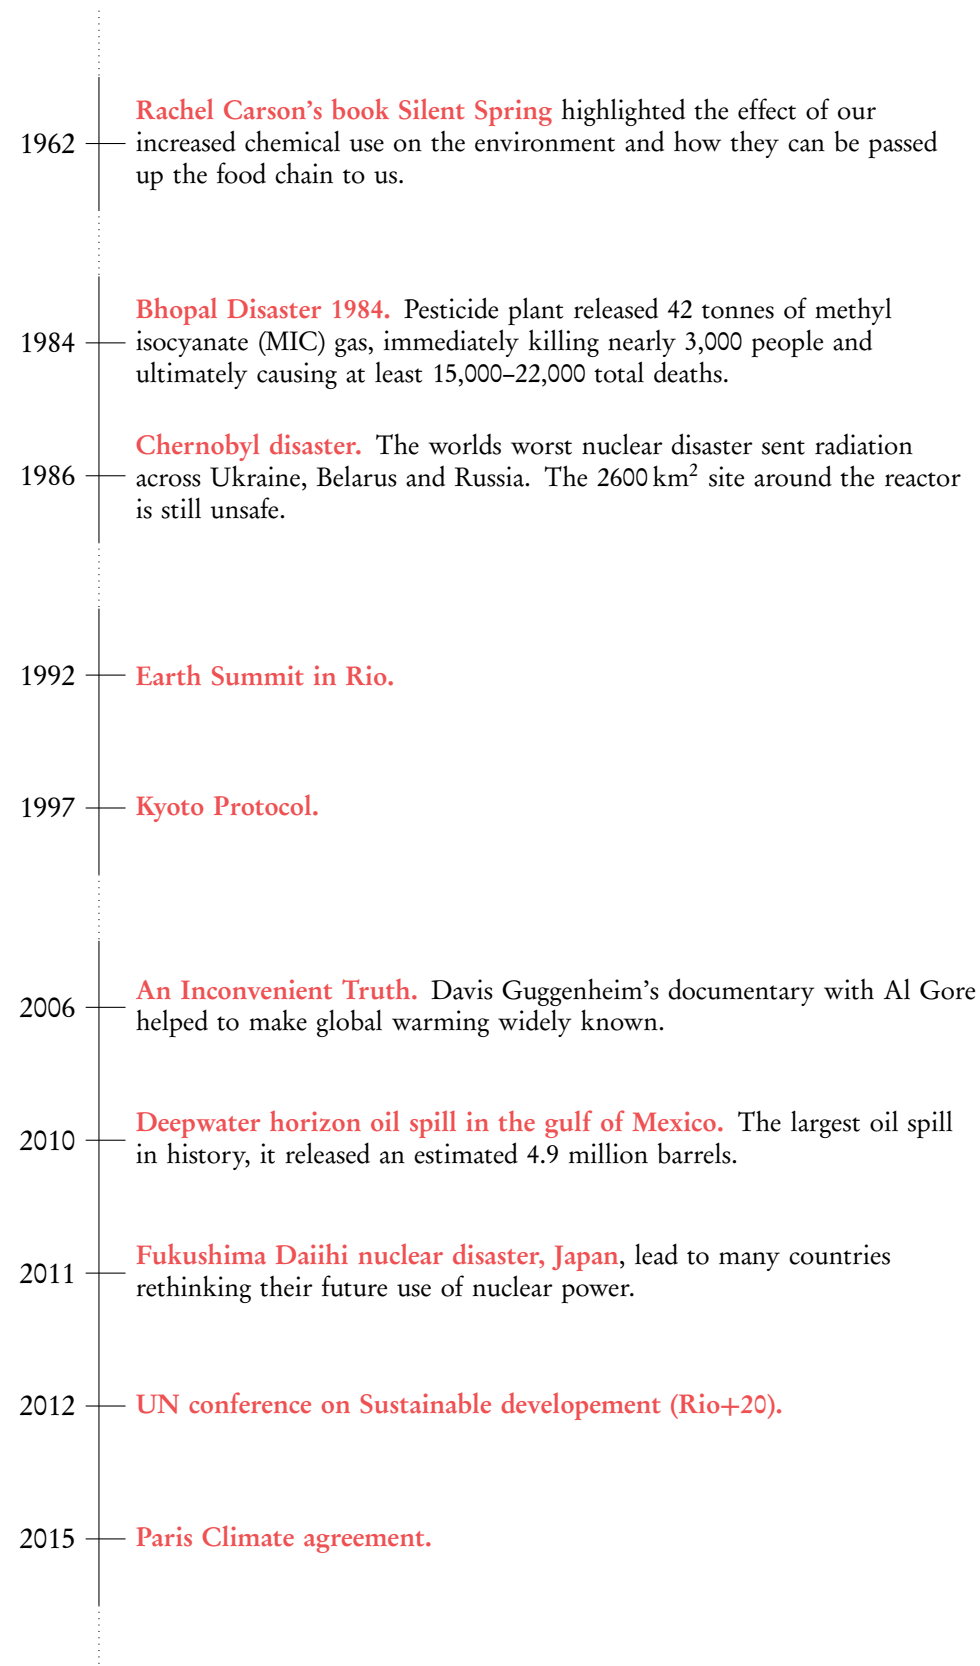 Rachel Carson's book Silent Spring highlighted the effect of our
1962 increased chemical use on the environment and how they can be passed
up the food chain to us.
Bhopal Disaster 1984. Pesticide plant released 42 tonnes of methyl
1984 isocyanate (MIC) gas, immediately killing nearly 3,000 people and
ultimately causing at least 15,000–22,000 total deaths.
Chernobyl disaster. The worlds worst nuclear disaster sent radiation
1986 across Ukraine, Belarus and Russia. The 2600 km² site around the reactor
is still unsafe.
1992 Earth Summit in Rio.
1997 Kyoto Protocol.
An Inconvenient Truth. Davis Guggenheim's documentary with Al Gore
2006 helped to make global warming widely known.
Deepwater horizon oil spill in the gulf of Mexico. The largest oil spill
2010 in history, it released an estimated 4.9 million barrels.
Fukushima Daiihi nuclear disaster, Japan, lead to many countries
2011 rethinking their future use of nuclear power.
2012 UN conference on Sustainable developement (Rio+20).
2015 Paris Climate agreement.